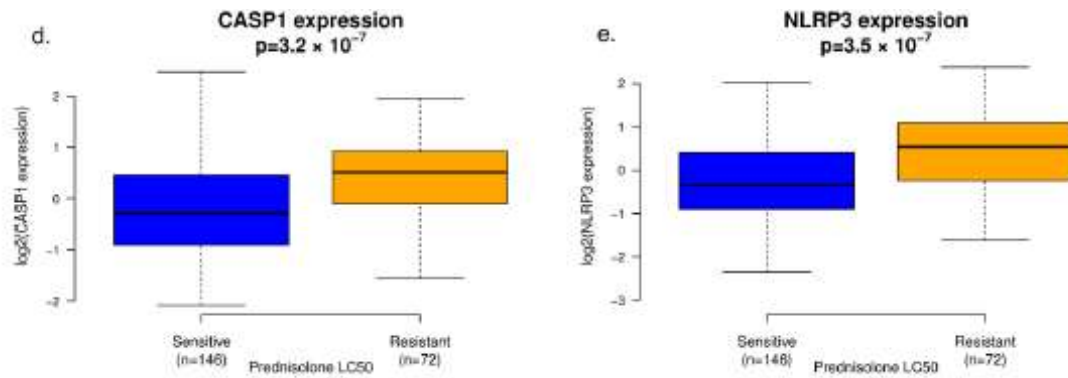 d.
CASP1 expression
p=3.2 × 10⁻⁷
log2(CASP1 expression)
2
1
0
−1
−2
Sensitive
(n=146)
Resistant
(n=72)
Prednisolone LC50
e.
NLRP3 expression
p=3.5 × 10⁻⁷
log2(NLRP3 expression)
2
1
0
−1
−2
−3
Sensitive
(n=146)
Resistant
(n=72)
Prednisolone LC50